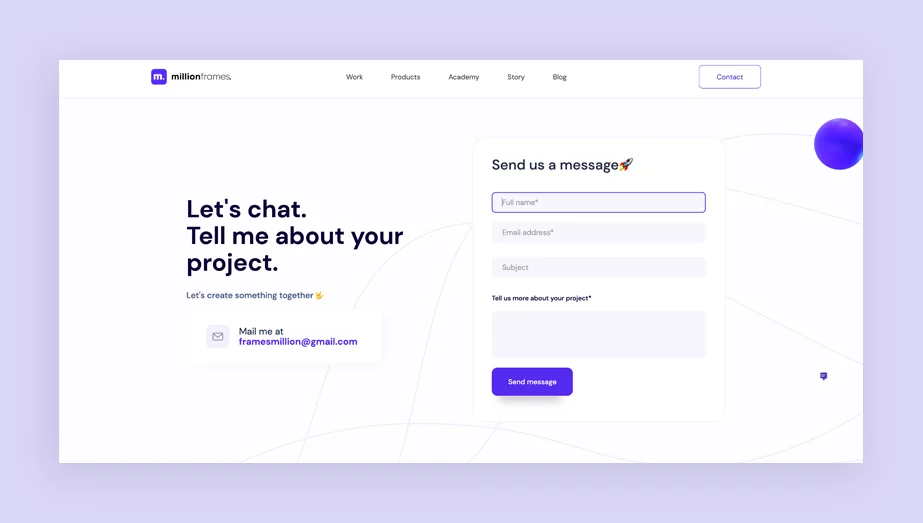 m. millionframes.
Work Products Academy Story Blog
Contact
Let's chat.
Tell me about your
project.
Let's create something together 🤟
Mail me at
framesmillion@gmail.com
Send us a message🚀
Full name*
Email address*
Subject
Tell us more about your project*
Send message